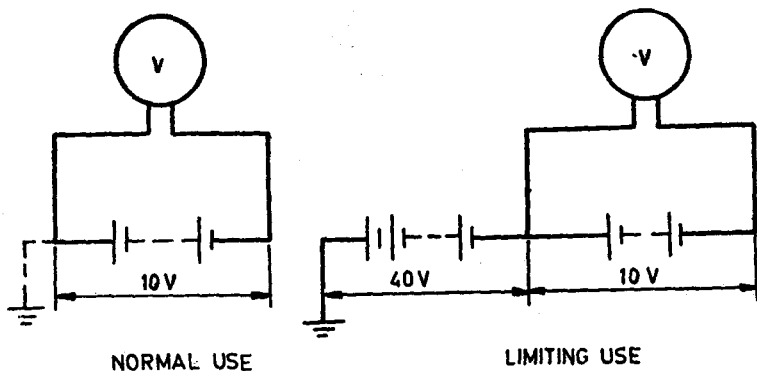 V
V
10 V
40 V
10 V
NORMAL USE
LIMITING USE